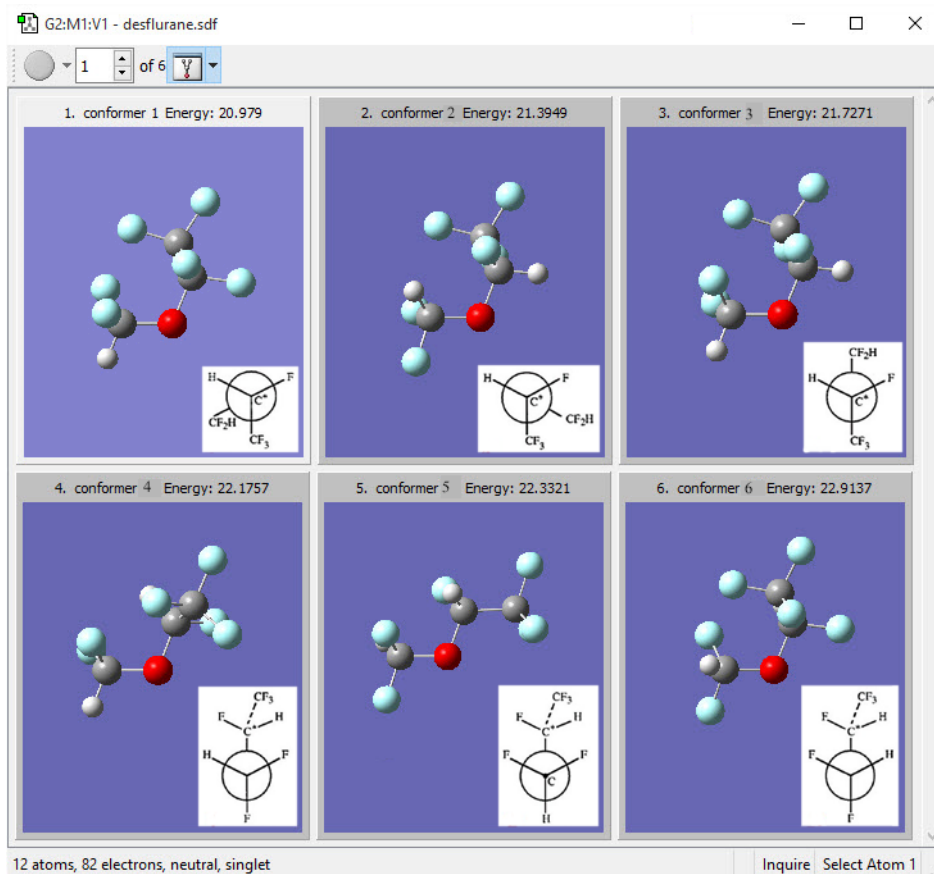 G2:M1:V1 - desflurane.sdf
1 of 6
1. conformer 1 Energy: 20.979
2. conformer 2 Energy: 21.3949
3. conformer 3 Energy: 21.7271
H F
C*
CF₂H
CF₃
H F
C*
CF₂H
CF₃
CF₂H
H F
C*
CF₃
4. conformer 4 Energy: 22.1757
5. conformer 5 Energy: 22.3321
6. conformer 6 Energy: 22.9137
CF₃
F H
C*
H F
F
CF₃
F H
C*
F F
C
H
CF₃
F H
C*
F H
F
12 atoms, 82 electrons, neutral, singlet
Inquire Select Atom 1